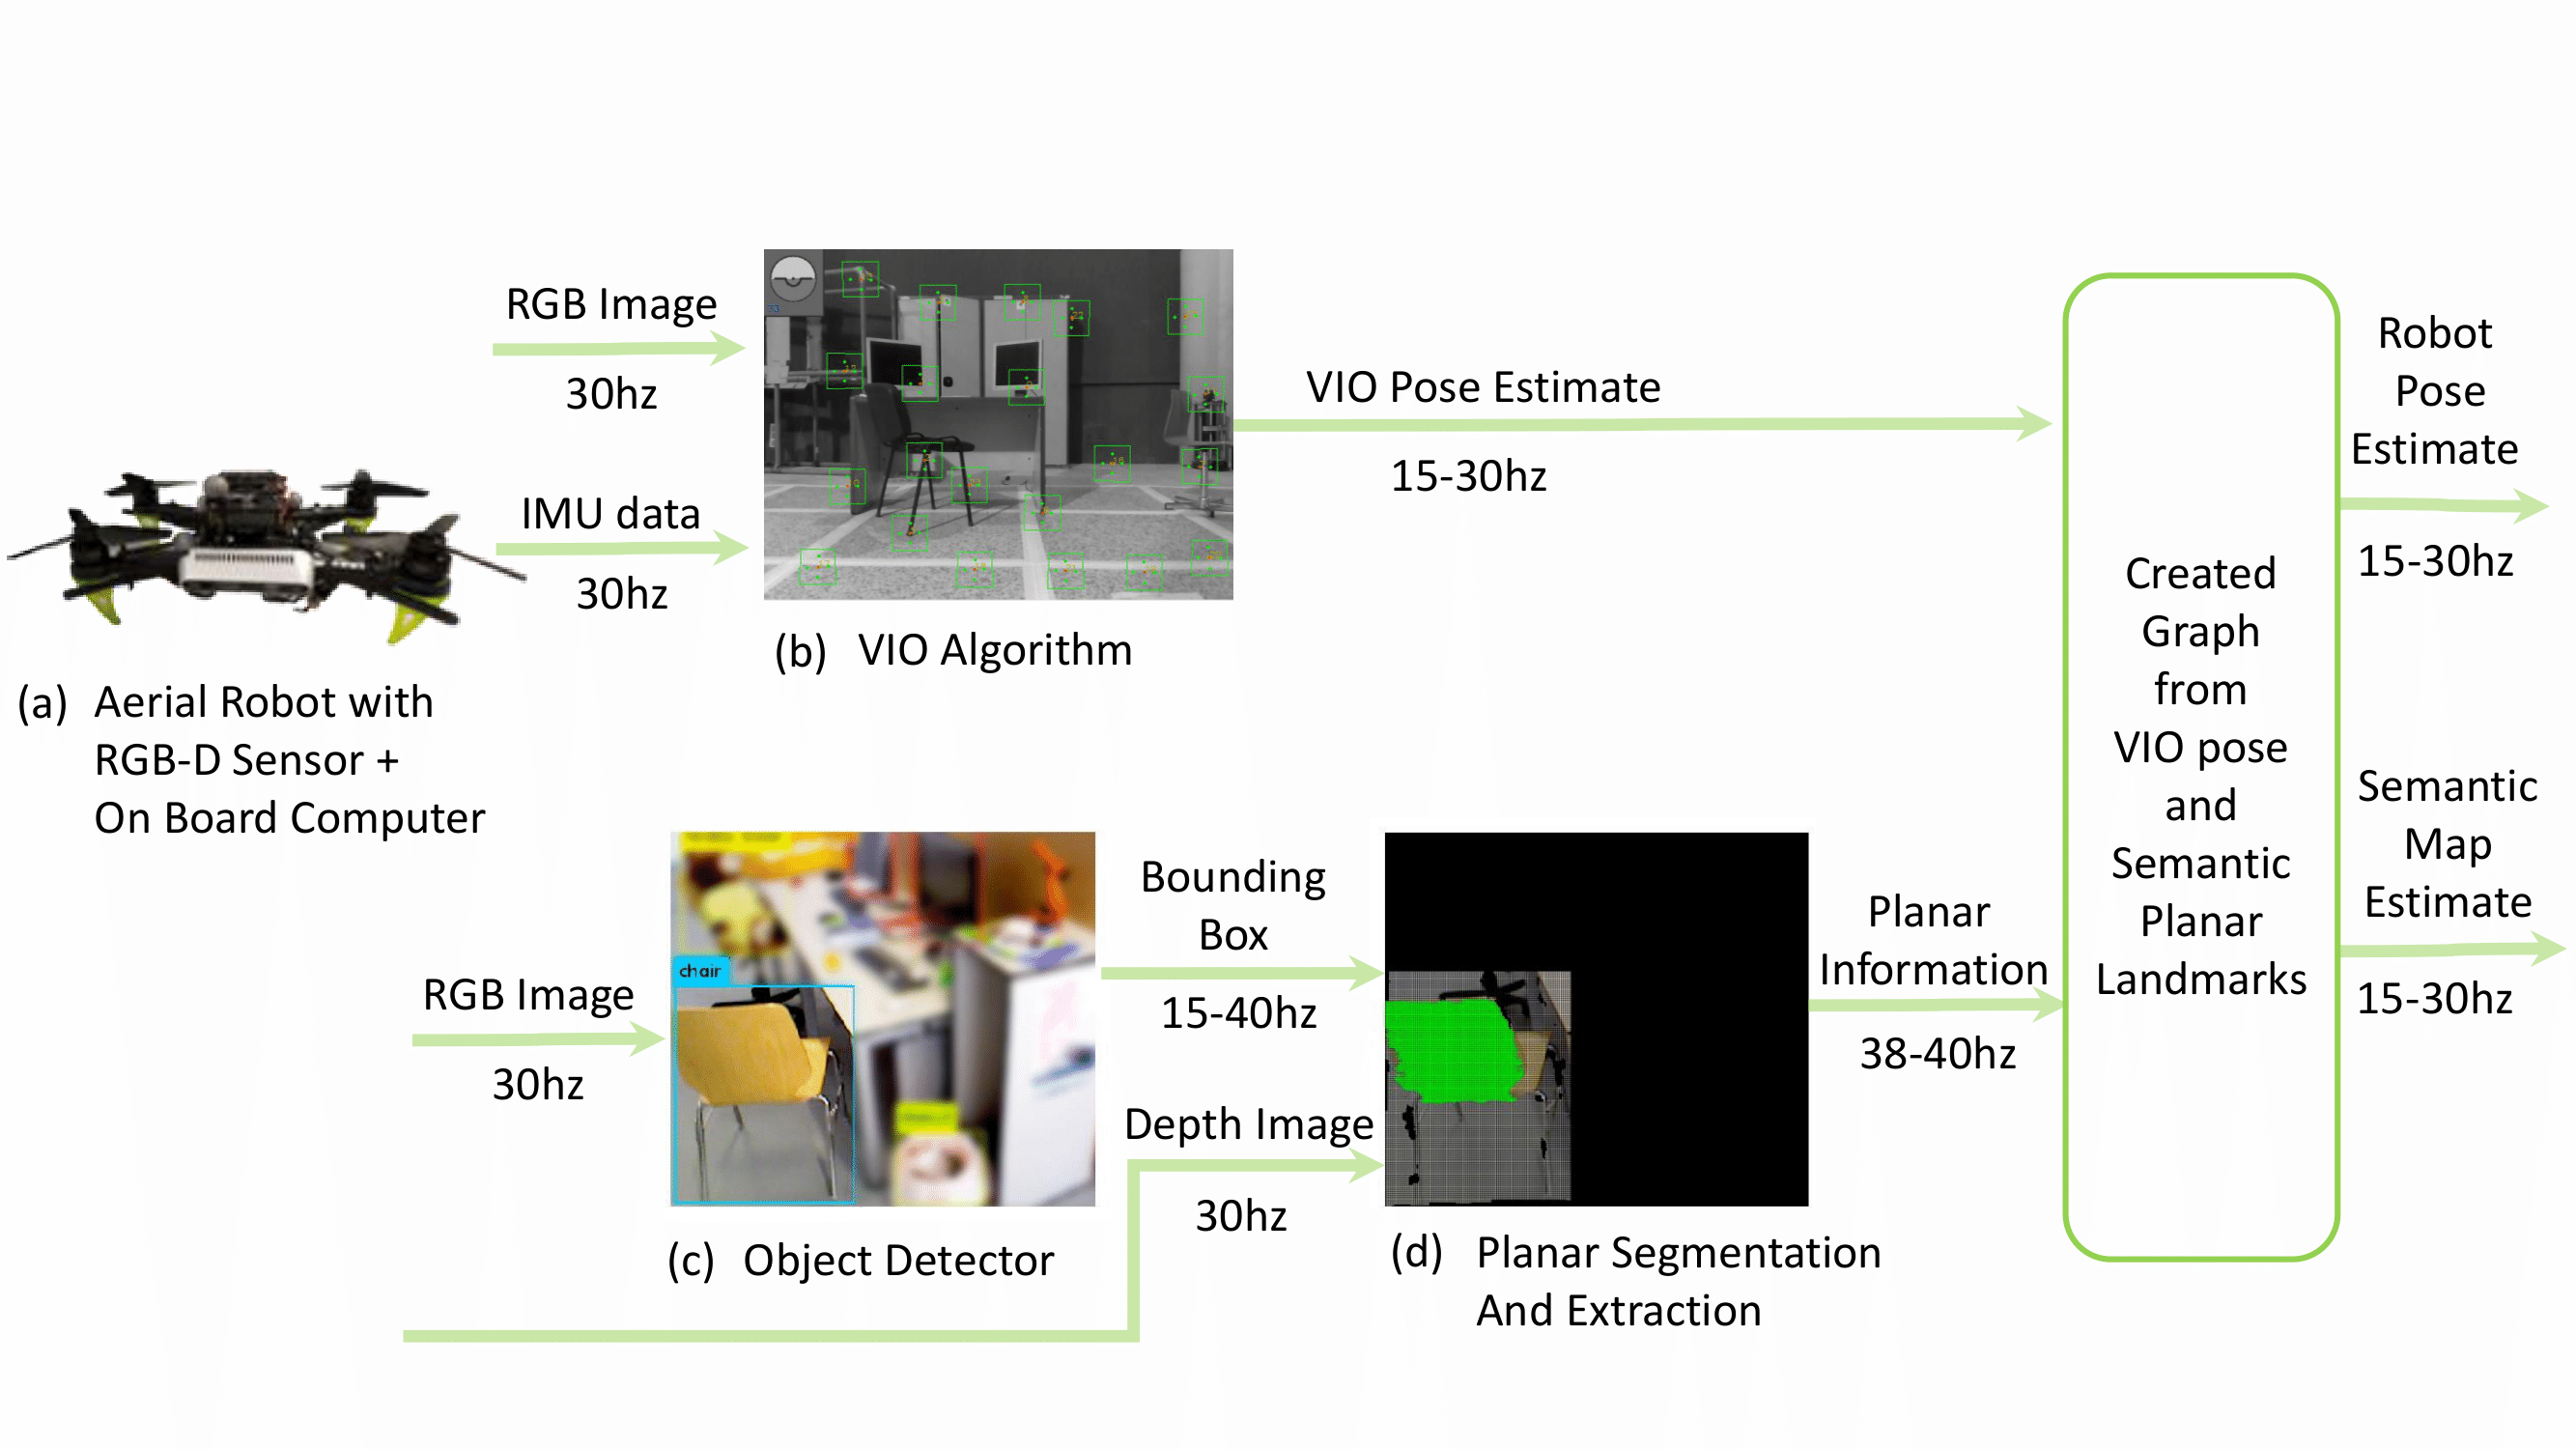 RGB Image
30hz
IMU data
30hz
(a) Aerial Robot with
RGB-D Sensor +
On Board Computer
(b) VIO Algorithm
VIO Pose Estimate
15-30hz
RGB Image
30hz
chair
(c) Object Detector
Bounding
Box
15-40hz
Depth Image
30hz
(d) Planar Segmentation
And Extraction
Planar
Information
38-40hz
Created
Graph
from
VIO pose
and
Semantic
Planar
Landmarks
Robot
Pose
Estimate
15-30hz
Semantic
Map
Estimate
15-30hz